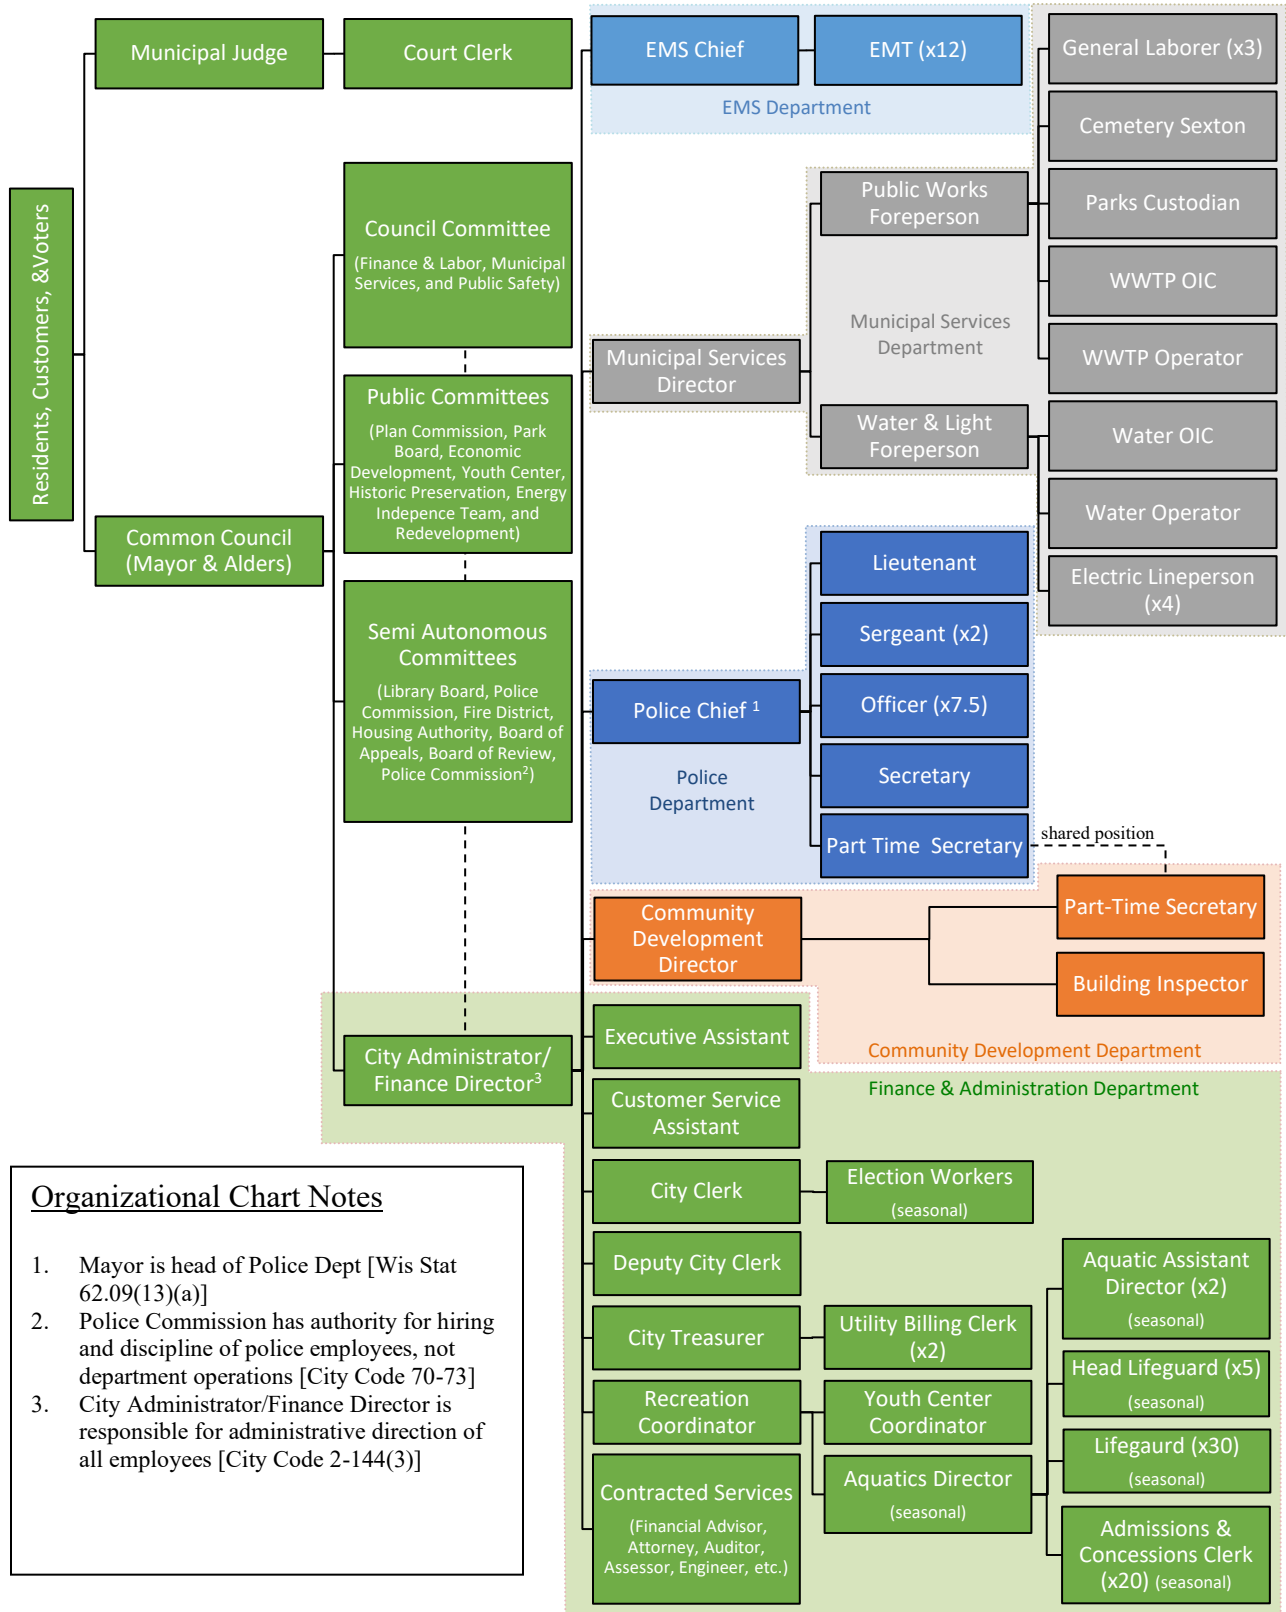 Residents, Customers, &Voters
Municipal Judge
Court Clerk
Common Council
(Mayor & Alders)
Council Committee
(Finance & Labor, Municipal
Services, and Public Safety)
Public Committees
(Plan Commission, Park
Board, Economic
Development, Youth Center,
Historic Preservation, Energy
Indepence Team, and
Redevelopment)
Semi Autonomous
Committees
(Library Board, Police
Commission, Fire District,
Housing Authority, Board of
Appeals, Board of Review,
Police Commission²)
City Administrator/
Finance Director³
EMS Chief
EMT (x12)
EMS Department
Municipal Services
Director
Public Works
Foreperson
Municipal Services
Department
Water & Light
Foreperson
General Laborer (x3)
Cemetery Sexton
Parks Custodian
WWTP OIC
WWTP Operator
Water OIC
Water Operator
Electric Lineperson
(x4)
Police Chief ¹
Police
Department
Lieutenant
Sergeant (x2)
Officer (x7.5)
Secretary
Part Time Secretary
shared position
Community
Development
Director
Part-Time Secretary
Building Inspector
Community Development Department
Finance & Administration Department
Executive Assistant
Customer Service
Assistant
City Clerk
Election Workers
(seasonal)
Deputy City Clerk
City Treasurer
Utility Billing Clerk
(x2)
Recreation
Coordinator
Youth Center
Coordinator
Aquatics Director
(seasonal)
Aquatic Assistant
Director (x2)
(seasonal)
Head Lifeguard (x5)
(seasonal)
Lifegaurd (x30)
(seasonal)
Admissions &
Concessions Clerk
(x20) (seasonal)
Contracted Services
(Financial Advisor,
Attorney, Auditor,
Assessor, Engineer, etc.)
Organizational Chart Notes
1. Mayor is head of Police Dept [Wis Stat
62.09(13)(a)]
2. Police Commission has authority for hiring
and discipline of police employees, not
department operations [City Code 70-73]
3. City Administrator/Finance Director is
responsible for administrative direction of
all employees [City Code 2-144(3)]